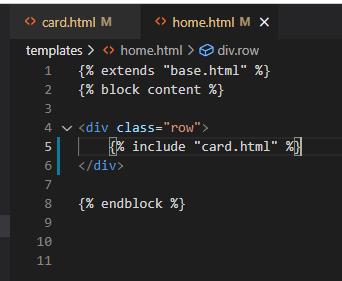 <> card.html M <> home.html M ×
templates > <> home.html > div.row
1 {% extends "base.html" %}
2 {% block content %}
3
4 <div class="row">
5 {% include "card.html" %}
6 </div>
7
8 {% endblock %}
9
10
11